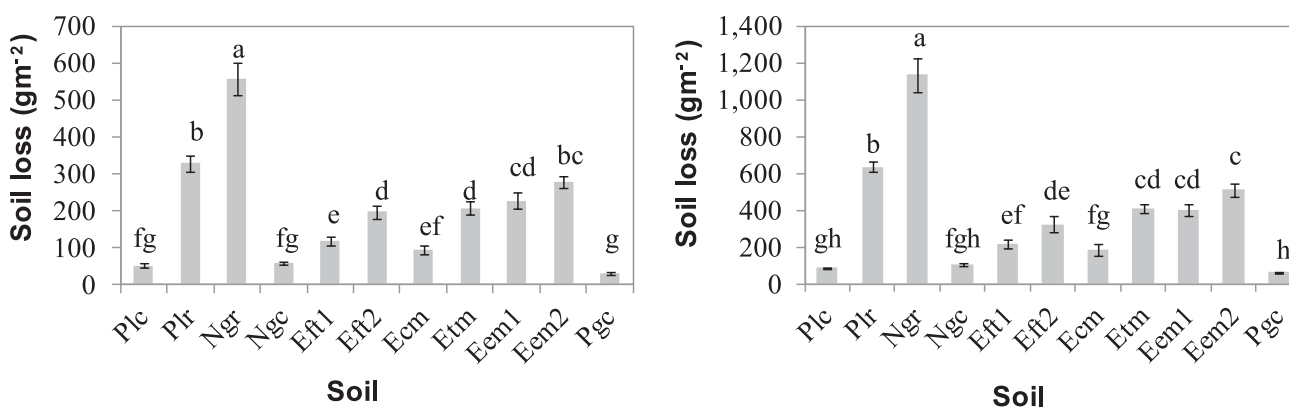 700
600
500
400
300
200
100
0
Soil loss (gm⁻²)
fg
b
a
fg
e
d
ef
d
cd
bc
g
Plc
Plr
Ngr
Ngc
Eft1
Eft2
Ecm
Etm
Eem1
Eem2
Pgc
Soil
1,400
1,200
1,000
800
600
400
200
0
Soil loss (gm⁻²)
gh
b
a
fgh
ef
de
fg
cd
cd
c
h
Plc
Plr
Ngr
Ngc
Eft1
Eft2
Ecm
Etm
Eem1
Eem2
Pgc
Soil